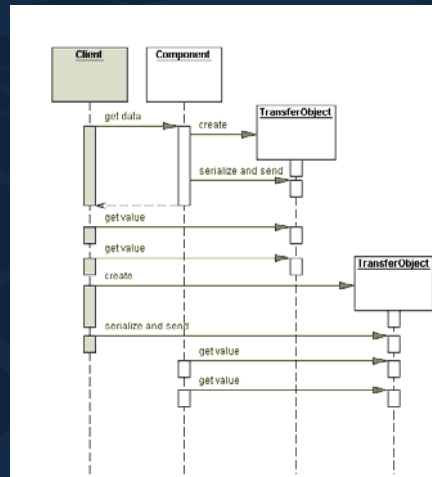 Client
Component
TransferObject
get data
create
serialize and send
get value
get value
TransferObject
create
serialize and send
get value
get value